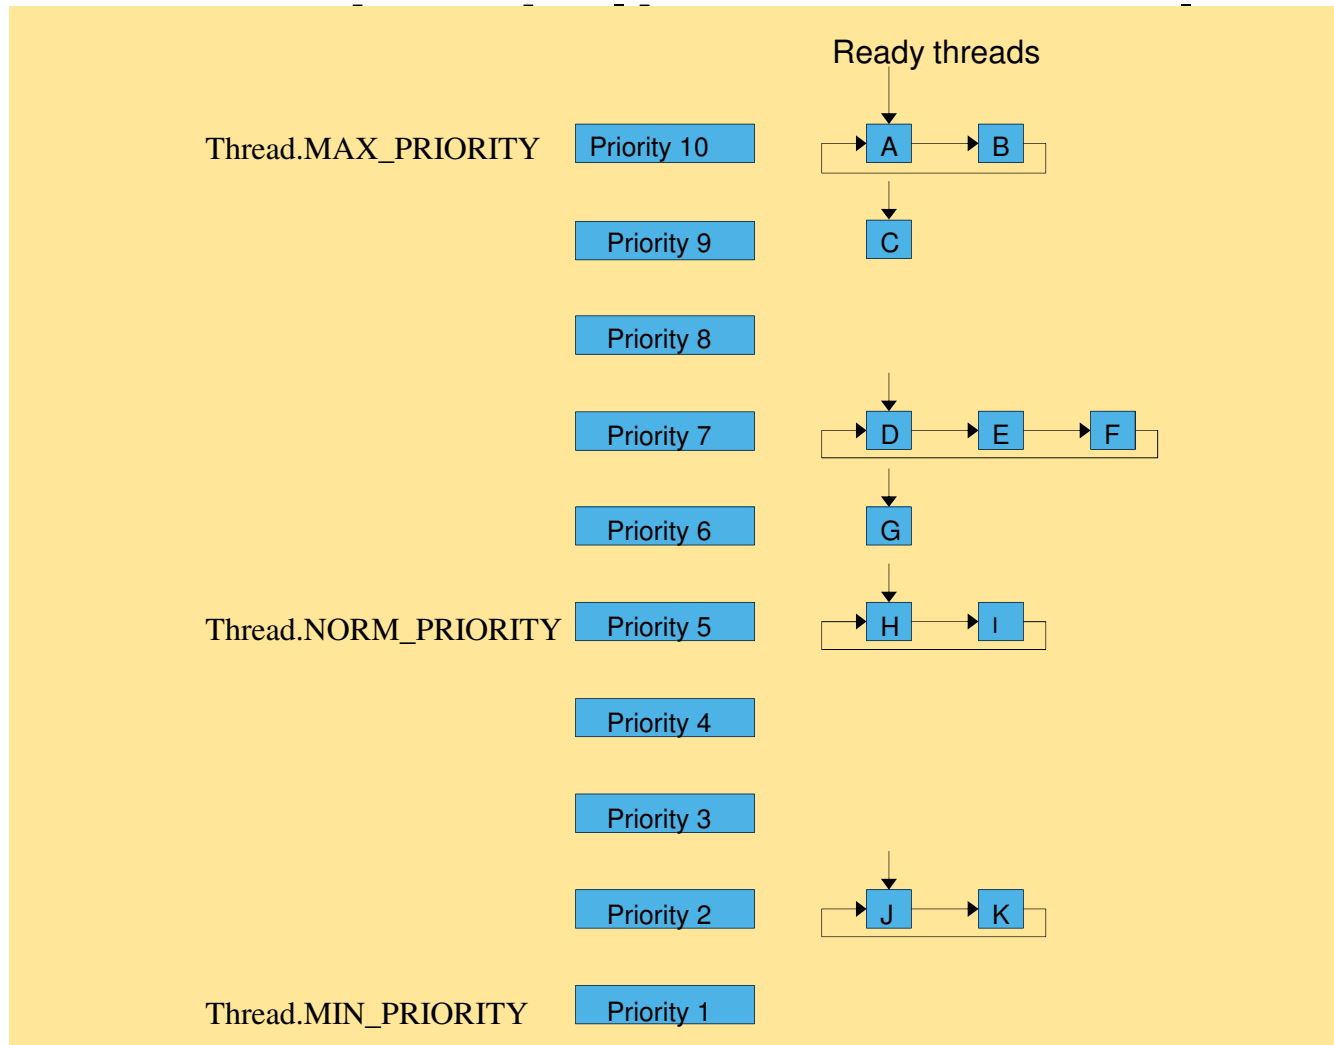 Ready threads
Thread.MAX_PRIORITY Priority 10 A B
Priority 9 C
Priority 8
Priority 7 D E F
Priority 6 G
Thread.NORM_PRIORITY Priority 5 H I
Priority 4
Priority 3
Priority 2 J K
Thread.MIN_PRIORITY Priority 1